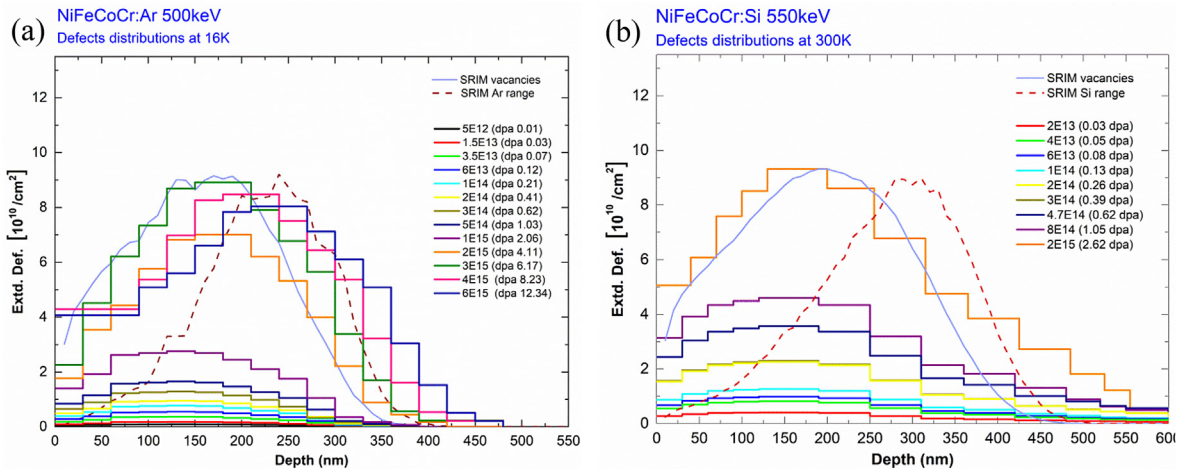 (a)
NiFeCoCr:Ar 500keV
Defects distributions at 16K
Extd. Def. [10¹⁰ /cm²]
12
10
8
6
4
2
0
SRIM vacancies
SRIM Ar range
5E12 (dpa 0.01)
1.5E13 (dpa 0.03)
3.5E13 (dpa 0.07)
6E13 (dpa 0.12)
1E14 (dpa 0.21)
2E14 (dpa 0.41)
3E14 (dpa 0.62)
5E14 (dpa 1.03)
1E15 (dpa 2.06)
2E15 (dpa 4.11)
3E15 (dpa 6.17)
4E15 (dpa 8.23)
6E15 (dpa 12.34)
0 50 100 150 200 250 300 350 400 450 500 550
Depth (nm)
(b)
NiFeCoCr:Si 550keV
Defects distributions at 300K
Extd. Def. [10¹⁰ /cm²]
12
10
8
6
4
2
0
SRIM vacancies
SRIM Si range
2E13 (0.03 dpa)
4E13 (0.05 dpa)
6E13 (0.08 dpa)
1E14 (0.13 dpa)
2E14 (0.26 dpa)
3E14 (0.39 dpa)
4.7E14 (0.62 dpa)
8E14 (1.05 dpa)
2E15 (2.62 dpa)
0 50 100 150 200 250 300 350 400 450 500 550 600
Depth (nm)